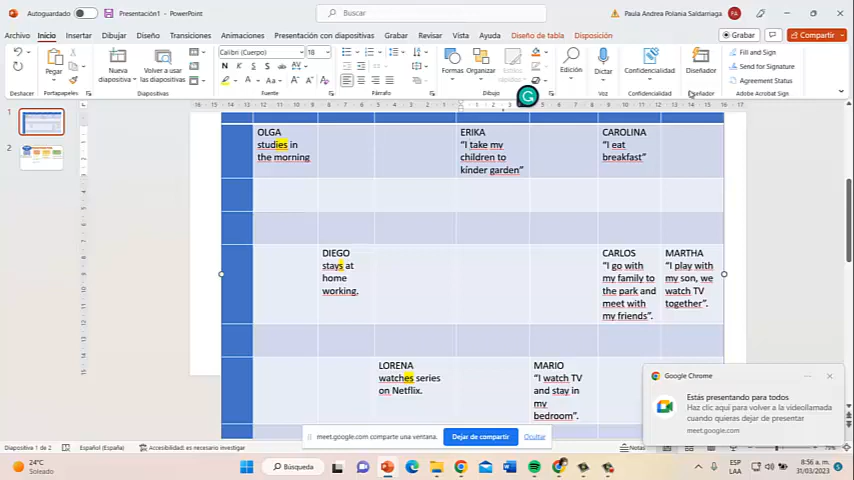 Autoguardado
Presentación1 - PowerPoint
Buscar
Paula Andrea Polania Saldarriaga
PA
Archivo Inicio Insertar Dibujar Diseño Transiciones Animaciones Presentación con diapositivas Grabar Revisar Vista Ayuda Acrobat Diseño de tabla Disposición
Grabar
Compartir
Pegar
Nueva diapositiva
Volver a usar las diapositivas
Calibri (Cuerpo) 18
N K S
Formas Organizar
Edición
Dictar
Confidencialidad
Diseñador
Fill and Sign
Send for Signature
Agreement Status
Deshacer Portapapeles Diapositivas Fuente Párrafo Dibujo Voz Confidencialidad Adobe Acrobat Sign
1
2
OLGA
studies in
the morning
ERIKA
“I take my
children to
kinder garden”
CAROLINA
“I eat
breakfast”
DIEGO
stays at
home
working.
CARLOS
“I go with
my family to
the park and
meet with
my friends”.
MARTHA
“I play with
my son, we
watch TV
together”.
LORENA
watches series
on Netflix.
MARIO
“I watch TV
and stay in
my
bedroom”.
Google Chrome
Estás presentando para todos
Haz clic aquí para volver a la videollamada
cuando quieras dejar de presentar
meet.google.com
meet.google.com comparte una ventana.
Dejar de compartir
Ocultar
Diapositiva 1 de 2
Español (España)
Accesibilidad: es necesario investigar
Notas
24°C
Soleado
Búsqueda
ESP
LAA
8:56 a. m.
31/03/2023